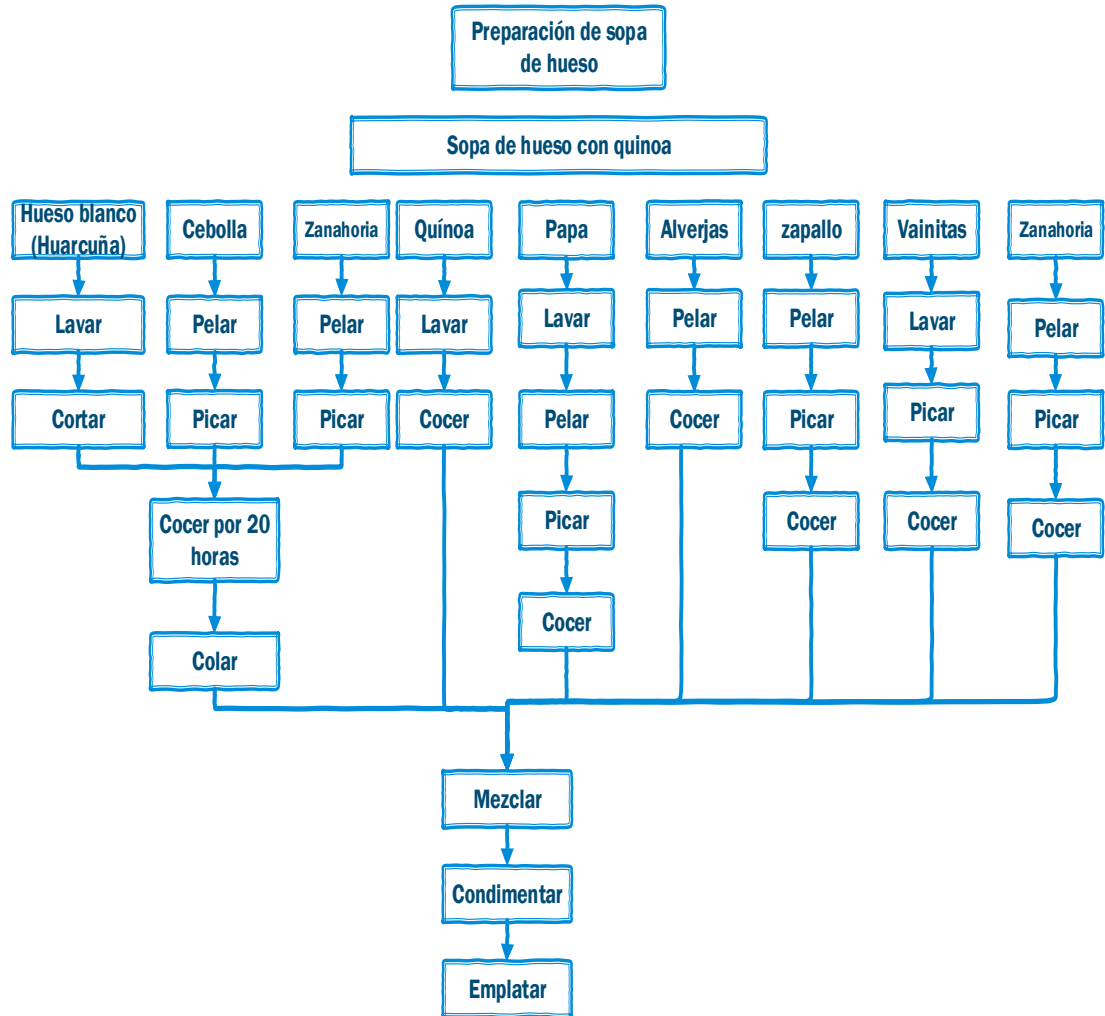 Preparación de sopa
de hueso
Sopa de hueso con quinoa
Hueso blanco
(Huarcuña)
Cebolla
Zanahoria
Quínoa
Papa
Alverjas
zapallo
Vainitas
Zanahoria
Lavar
Pelar
Pelar
Lavar
Lavar
Pelar
Pelar
Lavar
Pelar
Cortar
Picar
Picar
Cocer
Pelar
Cocer
Picar
Picar
Picar
Cocer por 20
horas
Picar
Cocer
Cocer
Cocer
Cocer
Colar
Mezclar
Condimentar
Emplatar